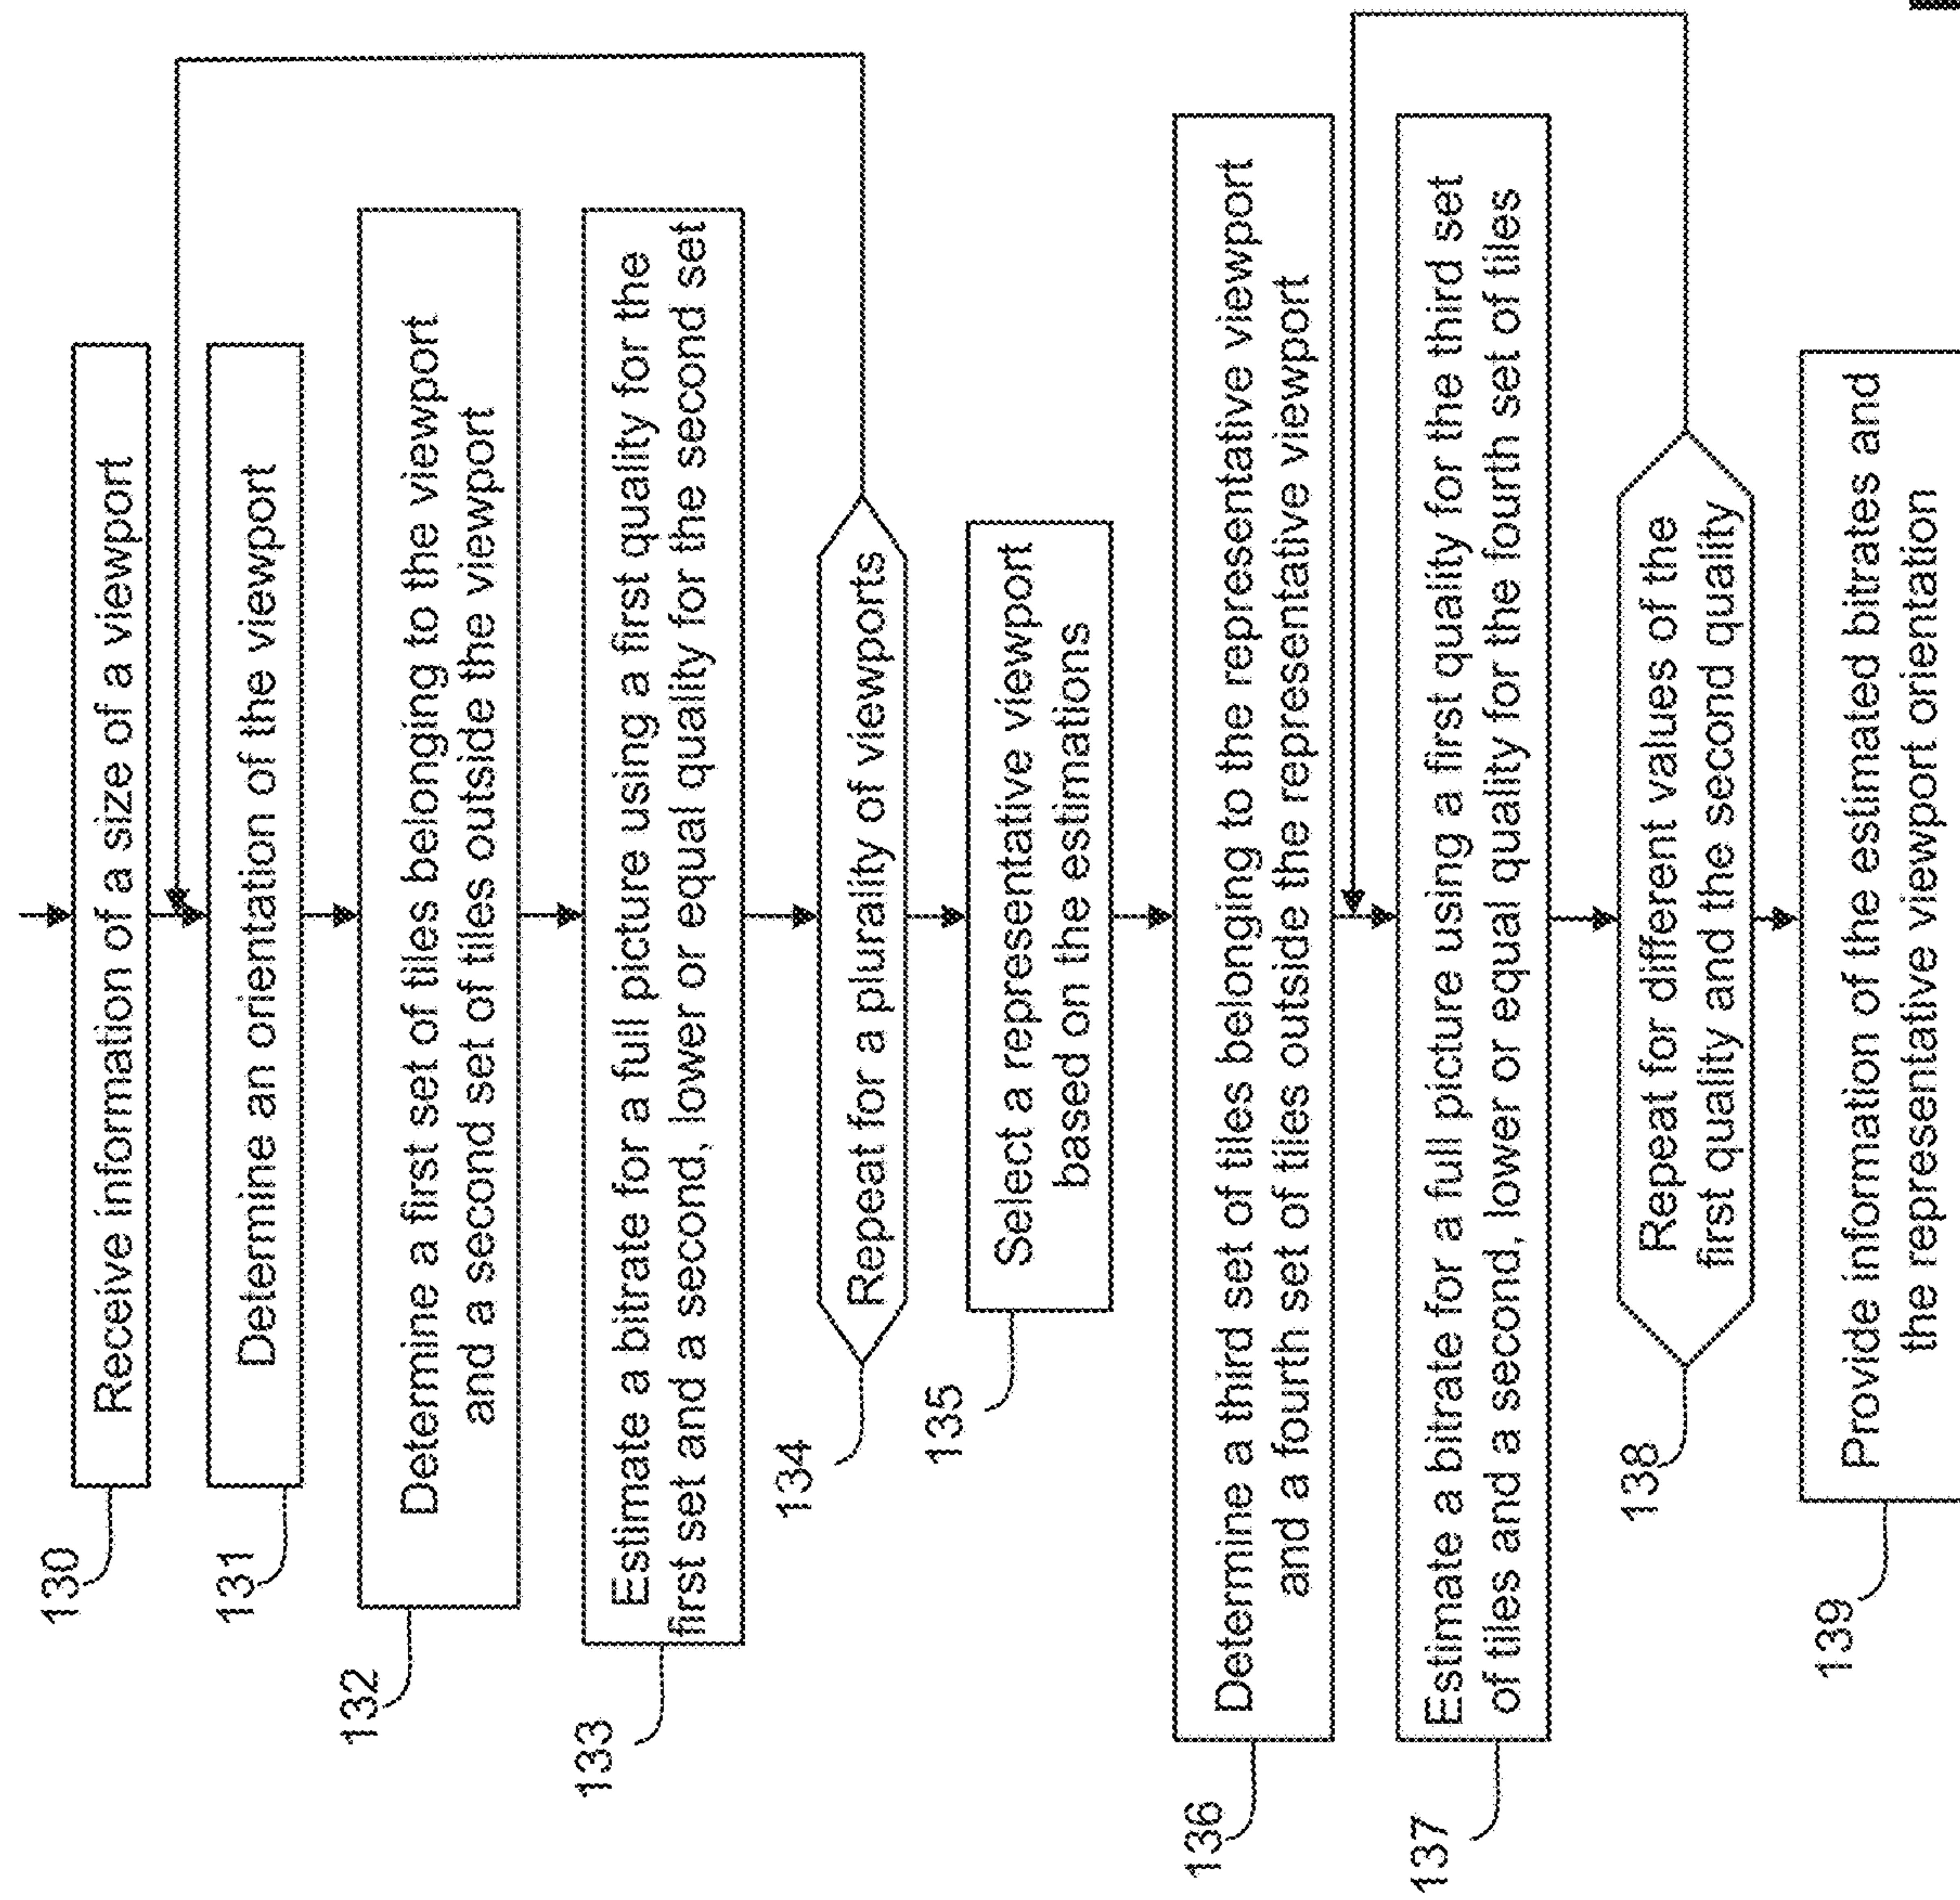 130
Receive information of a size of a viewport
131
Determine an orientation of the viewport
132
Determine a first set of tiles belonging to the viewport
and a second set of tiles outside the viewport
133
Estimate a bitrate for a full picture using a first quality for the
first set and a second, lower or equal quality for the second set
134
Repeat for a plurality of viewports
135
Select a representative viewport
based on the estimations
136
Determine a third set of tiles belonging to the representative viewport
and a fourth set of tiles outside the representative viewport
137
Estimate a bitrate for a full picture using a first quality for the third set
of tiles and a second, lower or equal quality for the fourth set of tiles
138
Repeat for different values of the
first quality and the second quality
139
Provide information of the estimated bitrates and
the representative viewport orientation